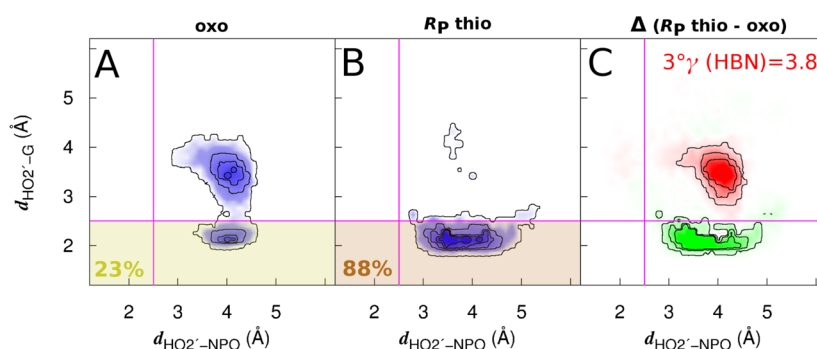 oxo
Rp thio
Δ (Rp thio - oxo)
A
B
C
3°γ (HBN)=3.8
5
4
3
2
dHO2′−G (Å)
23%
88%
2 3 4 5
2 3 4 5
2 3 4 5
dHO2′−NPO (Å)
dHO2′−NPO (Å)
dHO2′−NPO (Å)